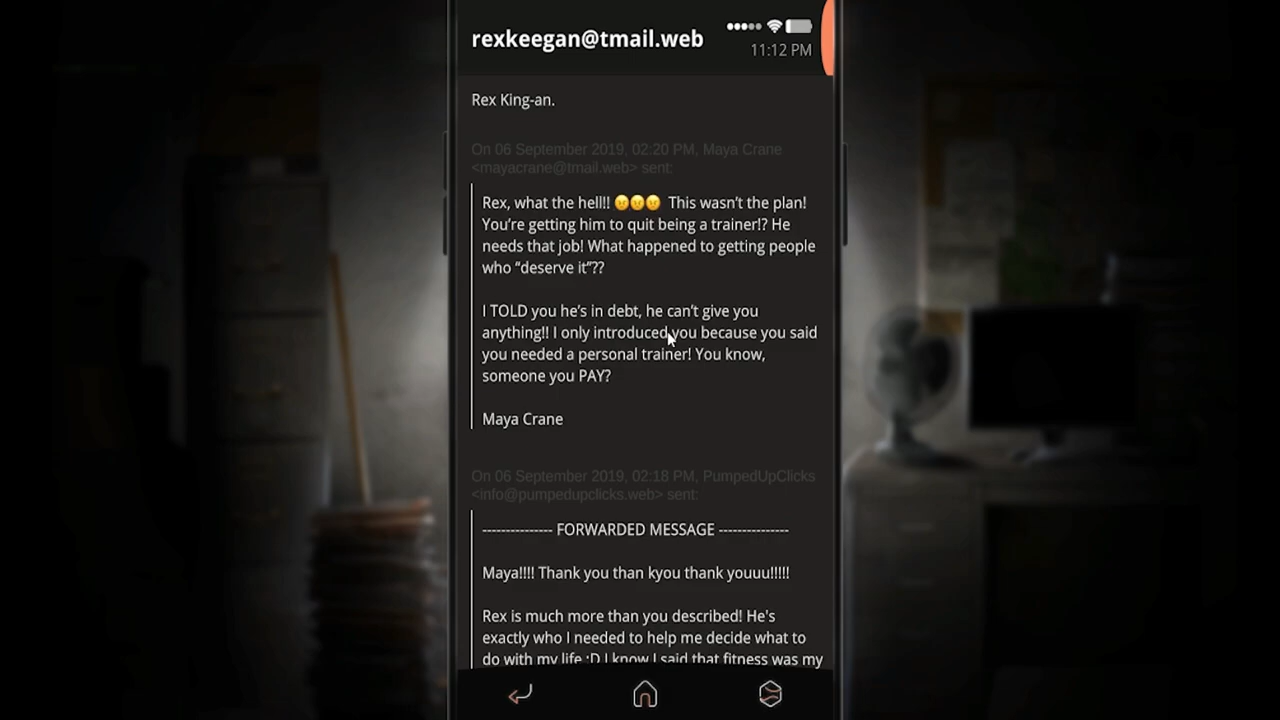 rexkeegan@tmail.web
11:12 PM
Rex King-an.
On 06 September 2019, 02:20 PM, Maya Crane
<mayacrane@tmail.web> sent:
Rex, what the hell!! 😠😠😠 This wasn't the plan!
You're getting him to quit being a trainer!? He
needs that job! What happened to getting people
who “deserve it”??
I TOLD you he's in debt, he can't give you
anything!! I only introduced you because you said
you needed a personal trainer! You know,
someone you PAY?
Maya Crane
On 06 September 2019, 02:18 PM, PumpedUpClicks
<info@pumpedupclicks.web> sent:
--------------- FORWARDED MESSAGE ---------------
Maya!!!! Thank you than kyou thank youuu!!!!!
Rex is much more than you described! He's
exactly who I needed to help me decide what to
do with my life :D I know I said that fitness was my